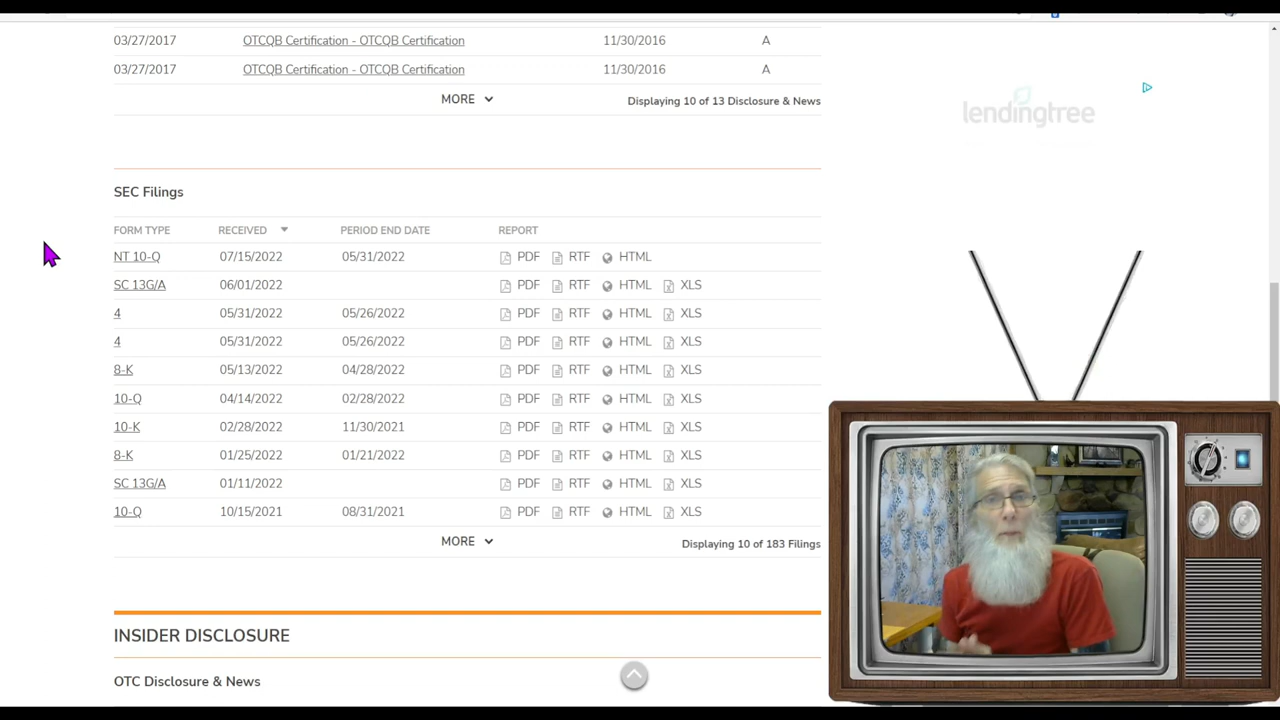 03/27/2017 OTCQB Certification - OTCQB Certification 11/30/2016 A
03/27/2017 OTCQB Certification - OTCQB Certification 11/30/2016 A
MORE Displaying 10 of 13 Disclosure & News
lendingtree
SEC Filings
FORM TYPE RECEIVED PERIOD END DATE REPORT
NT 10-Q 07/15/2022 05/31/2022 PDF RTF HTML
SC 13G/A 06/01/2022 PDF RTF HTML XLS
4 05/31/2022 05/26/2022 PDF RTF HTML XLS
4 05/31/2022 05/26/2022 PDF RTF HTML XLS
8-K 05/13/2022 04/28/2022 PDF RTF HTML XLS
10-Q 04/14/2022 02/28/2022 PDF RTF HTML XLS
10-K 02/28/2022 11/30/2021 PDF RTF HTML XLS
8-K 01/25/2022 01/21/2022 PDF RTF HTML XLS
SC 13G/A 01/11/2022 PDF RTF HTML XLS
10-Q 10/15/2021 08/31/2021 PDF RTF HTML XLS
MORE Displaying 10 of 183 Filings
INSIDER DISCLOSURE
OTC Disclosure & News